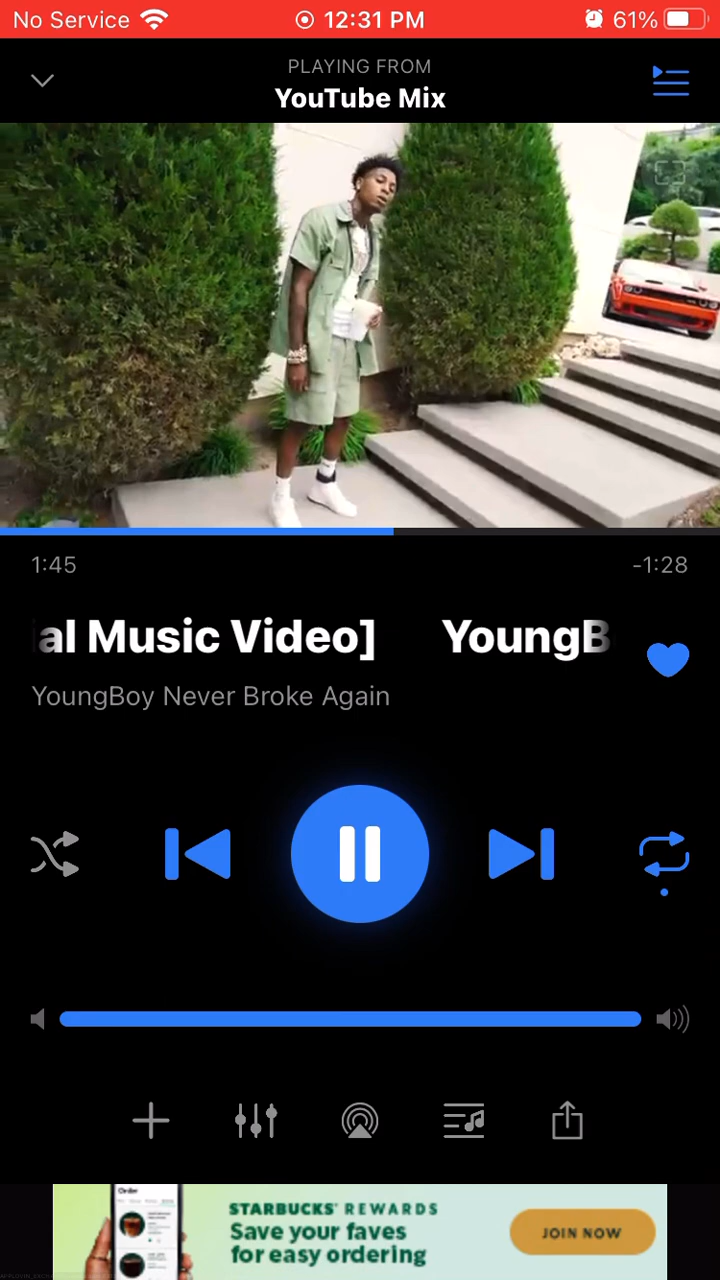 No Service 12:31 PM 61%
PLAYING FROM
YouTube Mix
1:45 -1:28
al Music Video] YoungB
YoungBoy Never Broke Again
Order
STARBUCKS® REWARDS
Save your faves
for easy ordering
JOIN NOW